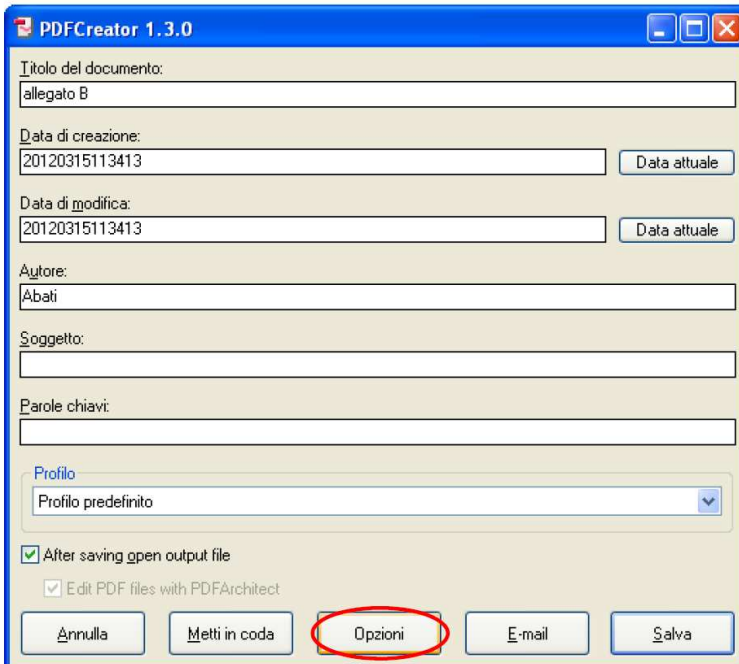 PDFCreator 1.3.0
Titolo del documento:
allegato B
Data di creazione:
20120315113413
Data attuale
Data di modifica:
20120315113413
Data attuale
Autore:
Abati
Soggetto:
Parole chiavi:
Profilo
Profilo predefinito
After saving open output file
Edit PDF files with PDFArchitect
Annulla
Metti in coda
Opzioni
E-mail
Salva